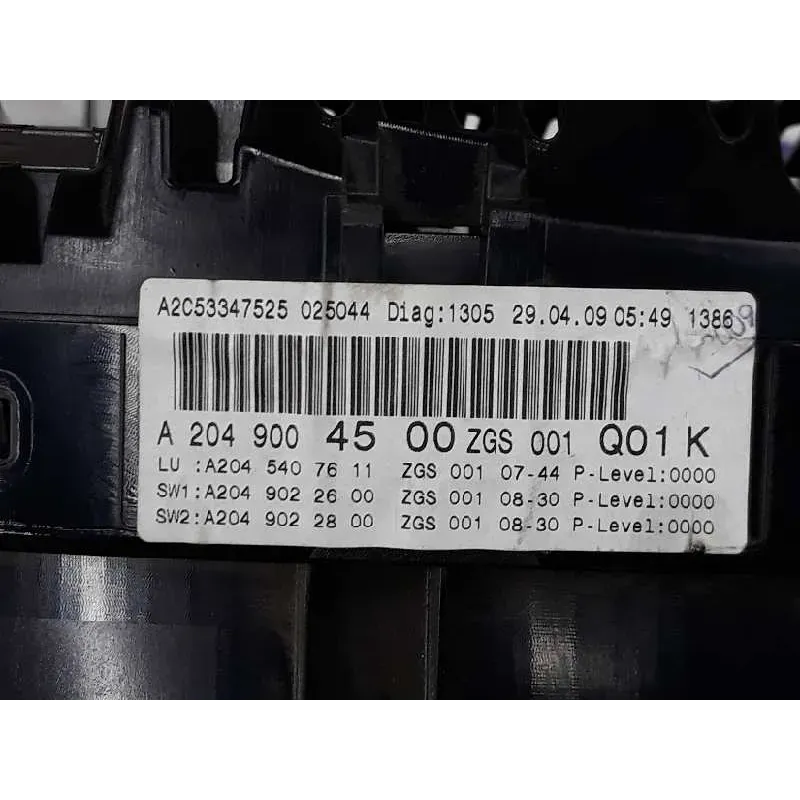 A2C53347525 025044 Diag:1305 29.04.09 05:49 1386
A 204 900 45 00 ZGS 001 Q01 K
LU :A204 540 76 11 ZGS 001 07-44 P-Level:0000
SW1:A204 902 26 00 ZGS 001 08-30 P-Level:0000
SW2:A204 902 28 00 ZGS 001 08-30 P-Level:0000